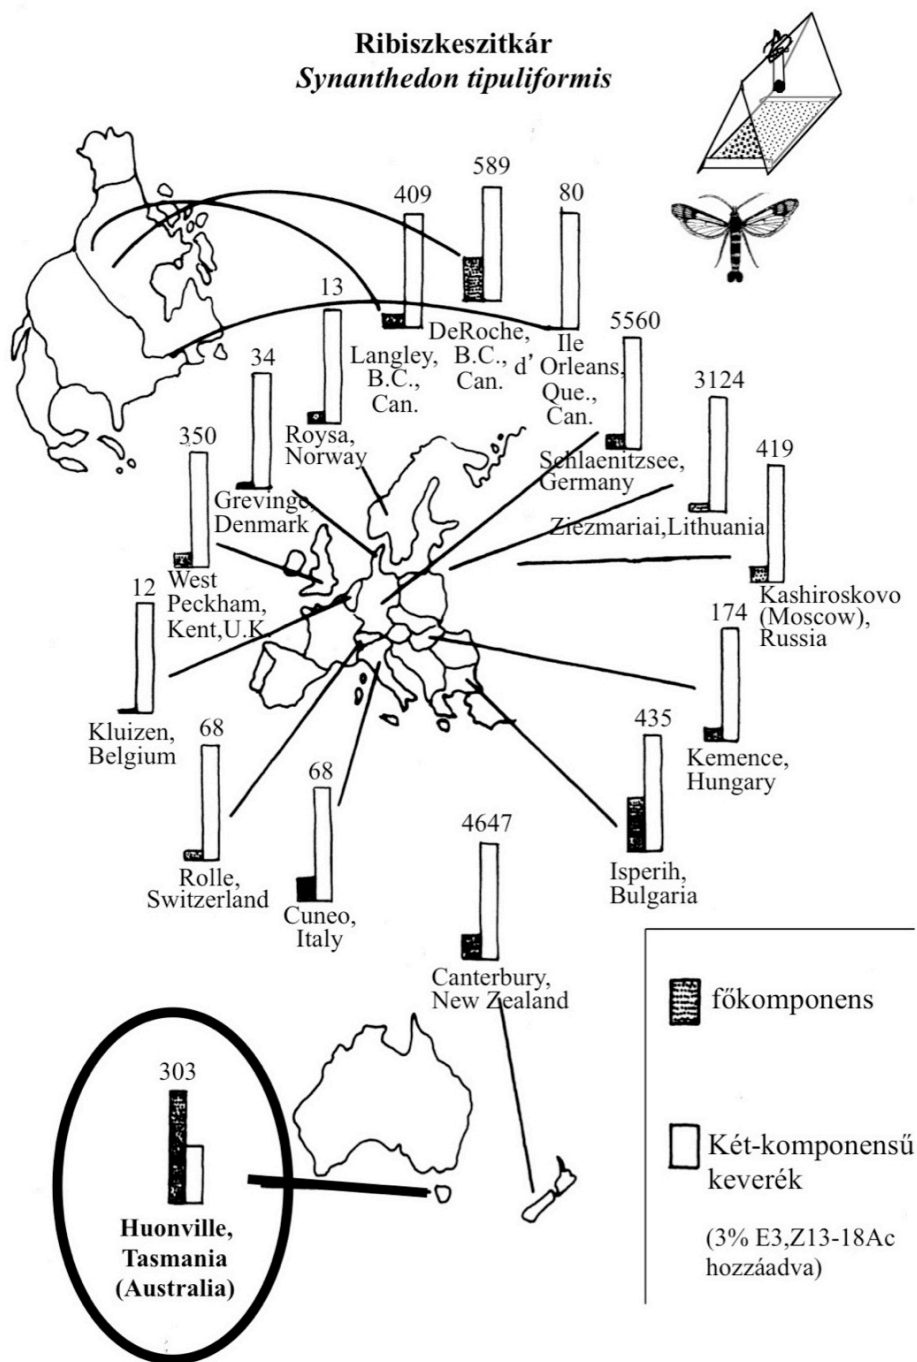 Ribiszkeszitkár
Synanthedon tipuliformis
589
409
80
13
DeRoche,
B.C.,
Can.
Langley,
B.C.,
Can.
d' Ile
Orleans,
Que.,
Can.
5560
34
3124
350
Roysa,
Norway
Schlaenitzsee,
Germany
419
Grevinge,
Denmark
Ziezmariai,Lithuania
West
Peckham,
Kent,U.K.
12
Kashiroskovo
(Moscow),
Russia
174
Kluizen,
Belgium
68
435
Kemence,
Hungary
68
4647
Rolle,
Switzerland
Isperih,
Bulgaria
Cuneo,
Italy
Canterbury,
New Zealand
főkomponens
303
Két-komponensű
keverék
(3% E3,Z13-18Ac
hozzáadva)
Huonville,
Tasmania
(Australia)